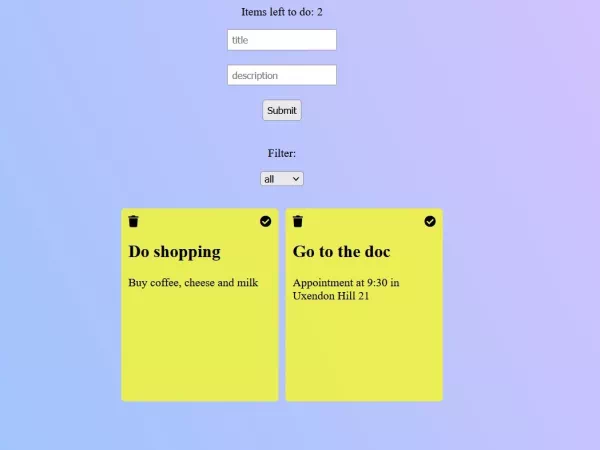 Items left to do: 2
title
description
Submit
Filter:
all
Do shopping
Buy coffee, cheese and milk
Go to the doc
Appointment at 9:30 in
Uxendon Hill 21